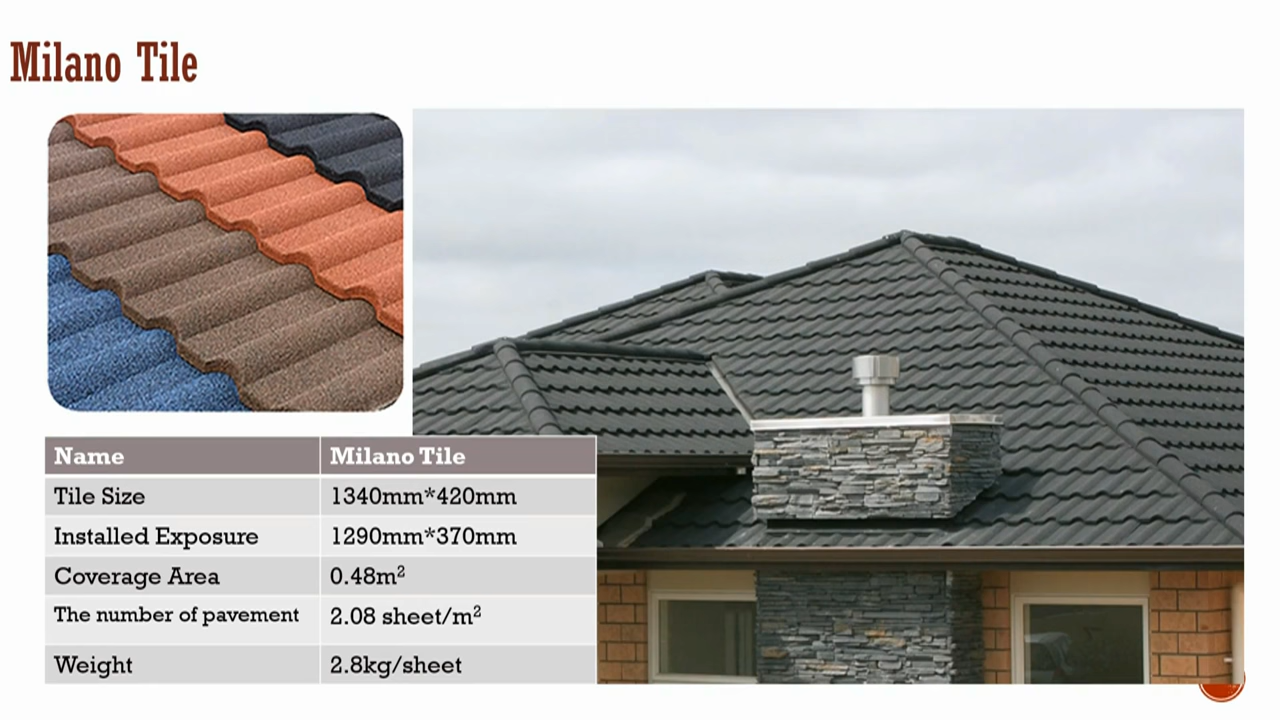 Milano Tile
Name Milano Tile
Tile Size 1340mm*420mm
Installed Exposure 1290mm*370mm
Coverage Area 0.48m²
The number of pavement 2.08 sheet/m²
Weight 2.8kg/sheet